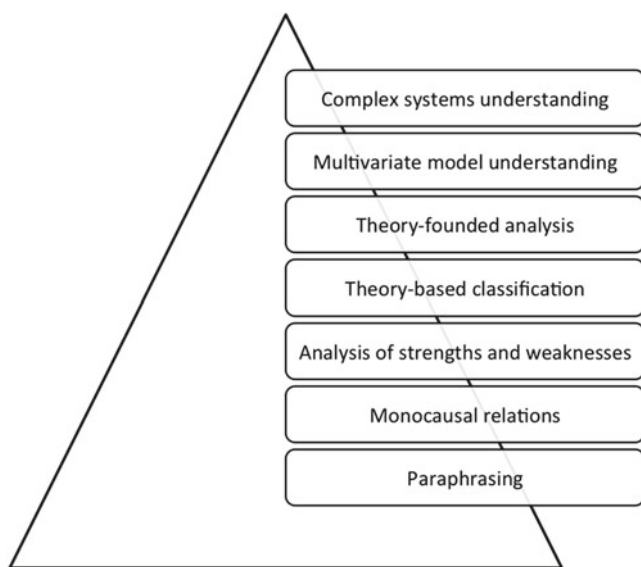 Complex systems understanding
Multivariate model understanding
Theory-founded analysis
Theory-based classification
Analysis of strengths and weaknesses
Monocausal relations
Paraphrasing